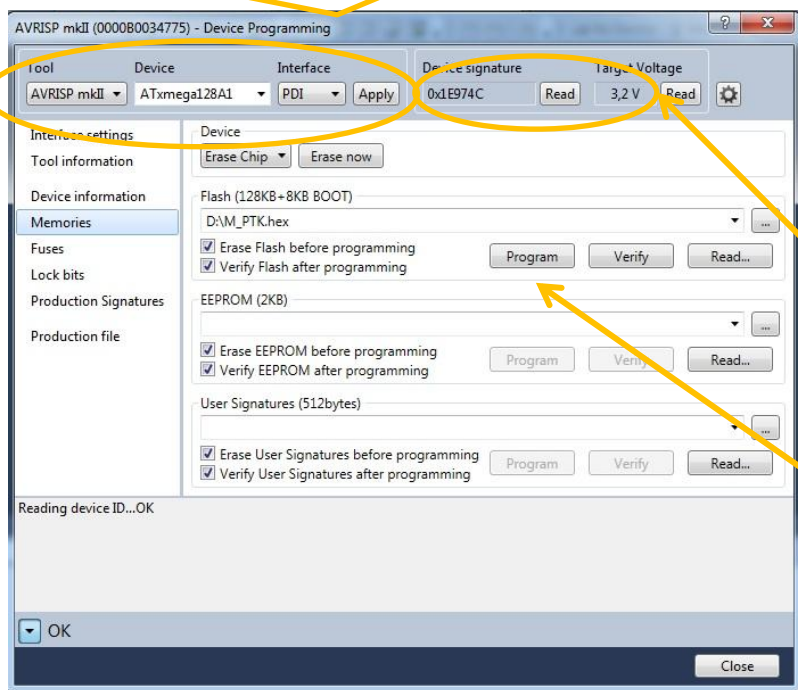 AVRISP mkII (0000B0034775) - Device Programming
Tool Device Interface Device signature Target Voltage
AVRISP mkII ATxmega128A1 PDI Apply 0x1E974C Read 3,2 V Read
Interface settings
Tool information
Device information
Memories
Fuses
Lock bits
Production Signatures
Production file
Device
Erase Chip Erase now
Flash (128KB+8KB BOOT)
D:\M_PTK.hex ...
Erase Flash before programming
Verify Flash after programming
Program Verify Read...
EEPROM (2KB)
...
Erase EEPROM before programming
Verify EEPROM after programming
Program Verify Read...
User Signatures (512bytes)
...
Erase User Signatures before programming
Verify User Signatures after programming
Program Verify Read...
Reading device ID...OK
OK
Close